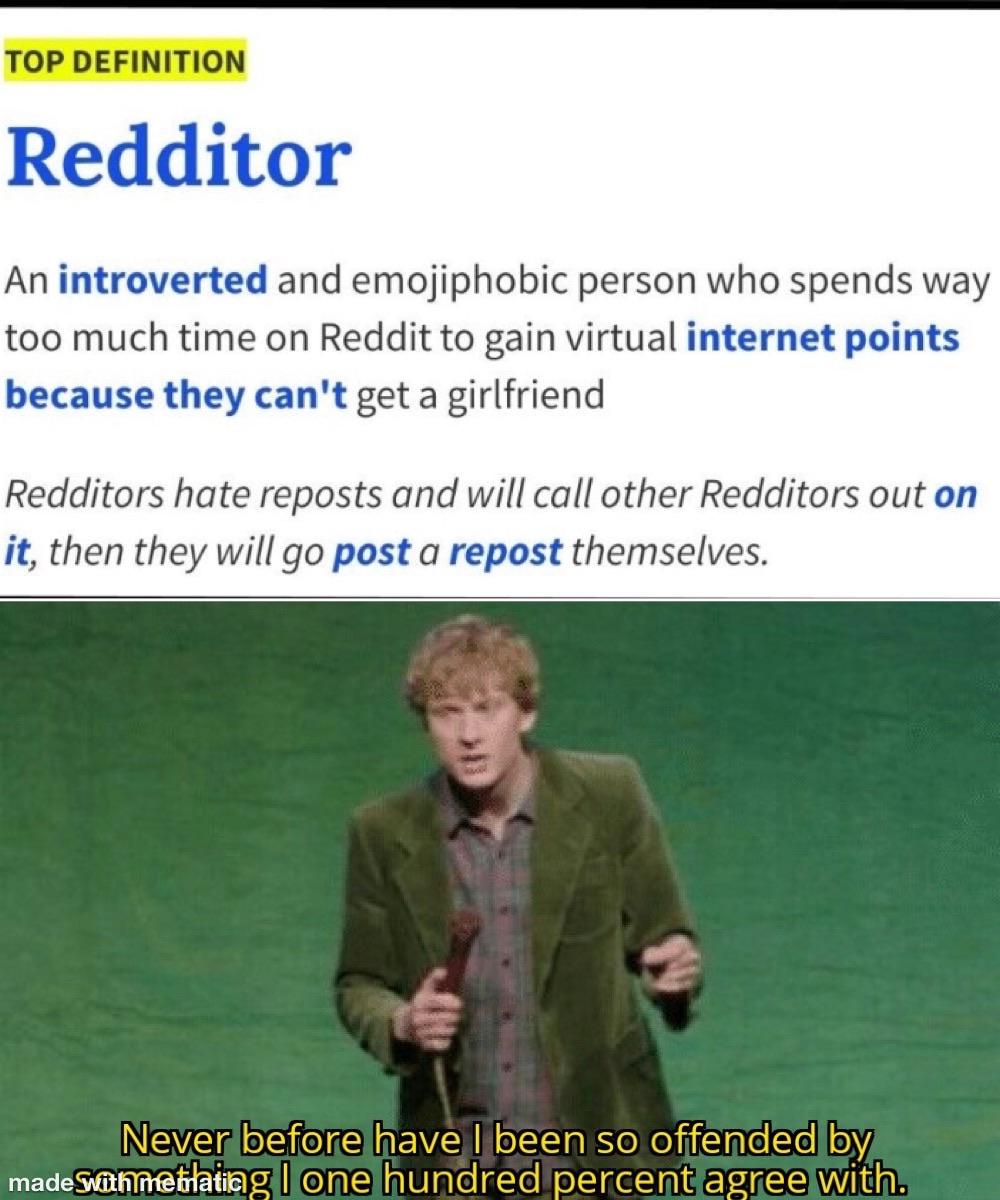 TOP DEFINITION
Redditor
An introverted and emojiphobic person who spends way
too much time on Reddit to gain virtual internet points
because they can't get a girlfriend
Redditors hate reposts and will call other Redditors out on
it, then they will go post a repost themselves.
Never before have I been so offended by
something I one hundred percent agree with.
made with mematic